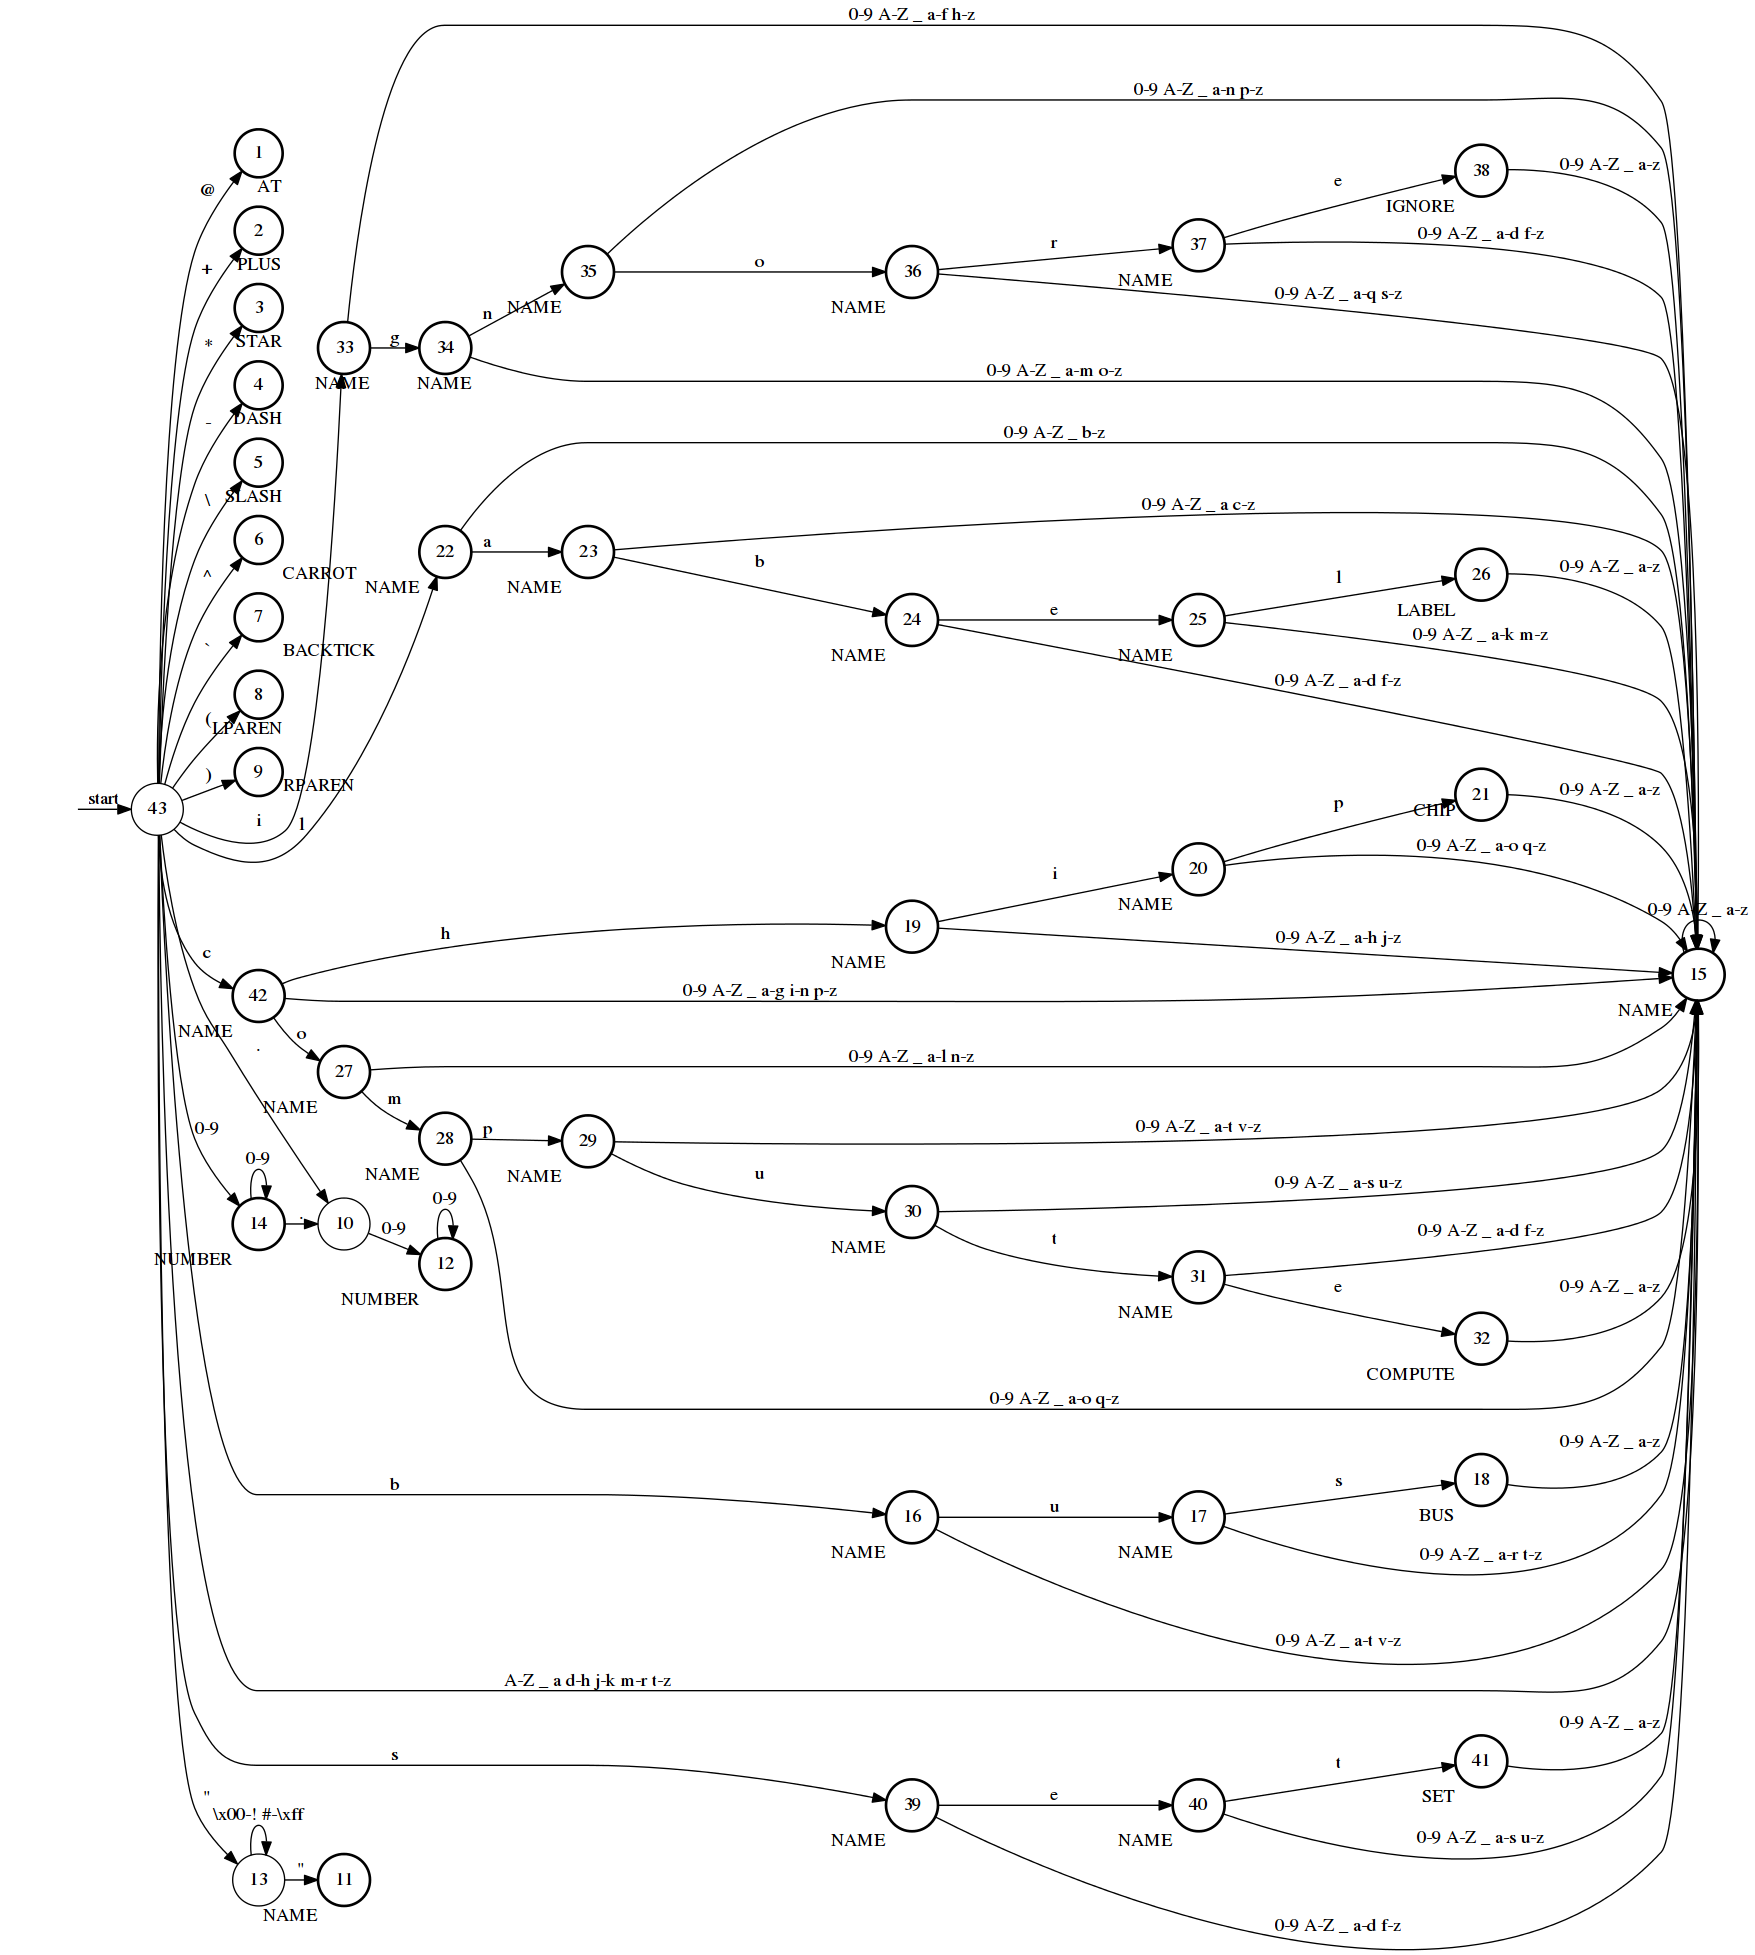 0-9 A-Z _ a-f h-z
0-9 A-Z _ a-n p-z
1
@
AT
38
0-9 A-Z _ a-z
e
IGNORE
2
+
PLUS
37
0-9 A-Z _ a-d f-z
r
NAME
35
o
36
0-9 A-Z _ a-q s-z
NAME
NAME
n
3
*
STAR
33
g
34
NAME
NAME
0-9 A-Z _ a-m o-z
4
-
DASH
0-9 A-Z _ b-z
5
\
SLASH
0-9 A-Z _ a c-z
6
^
CARROT
22
a
23
NAME
NAME
b
l
26
0-9 A-Z _ a-z
LABEL
7
`
BACKTICK
24
e
25
NAME
NAME
0-9 A-Z _ a-k m-z
0-9 A-Z _ a-d f-z
8
(
LPAREN
9
)
RPAREN
start
43
i
l
p
21
0-9 A-Z _ a-z
CHIP
20
0-9 A-Z _ a-o q-z
i
NAME
19
0-9 A-Z _ a-h j-z
NAME
h
0-9 A-Z _ a-z
15
NAME
c
42
NAME
0-9 A-Z _ a-g i-n p-z
o
.
27
NAME
0-9 A-Z _ a-l n-z
m
28
p
29
NAME
NAME
0-9 A-Z _ a-t v-z
u
30
NAME
0-9 A-Z _ a-s u-z
0-9
0-9
14
NUMBER
.
10
0-9
0-9
12
NUMBER
t
31
NAME
0-9 A-Z _ a-d f-z
e
32
0-9 A-Z _ a-z
COMPUTE
0-9 A-Z _ a-o q-z
b
16
u
17
NAME
NAME
s
18
0-9 A-Z _ a-z
BUS
0-9 A-Z _ a-r t-z
0-9 A-Z _ a-t v-z
A-Z _ a d-h j-k m-r t-z
s
39
e
40
NAME
NAME
t
41
0-9 A-Z _ a-z
SET
0-9 A-Z _ a-s u-z
0-9 A-Z _ a-d f-z
"
\x00-! #-\xff
13
"
11
NAME